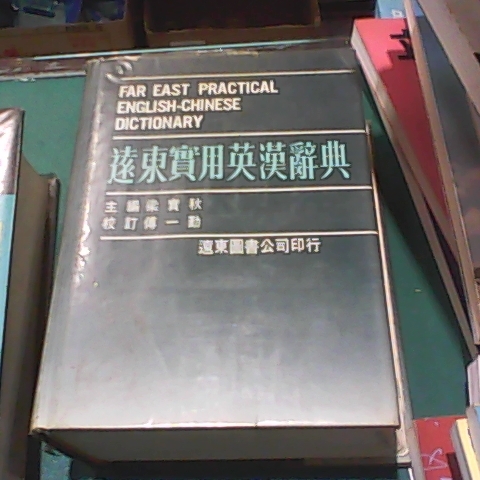 FAR EAST PRACTICAL
ENGLISH-CHINESE
DICTIONARY
遠東實用英漢辭典
主編梁實秋
校訂傅一勤
遠東圖書公司印行